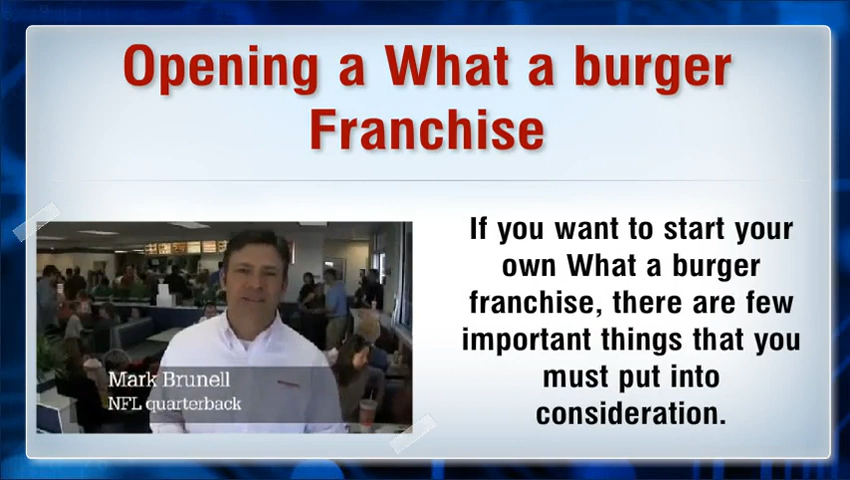 Opening a What a burger
Franchise
If you want to start your
own What a burger
franchise, there are few
important things that you
must put into
consideration.
Mark Brunell
NFL quarterback